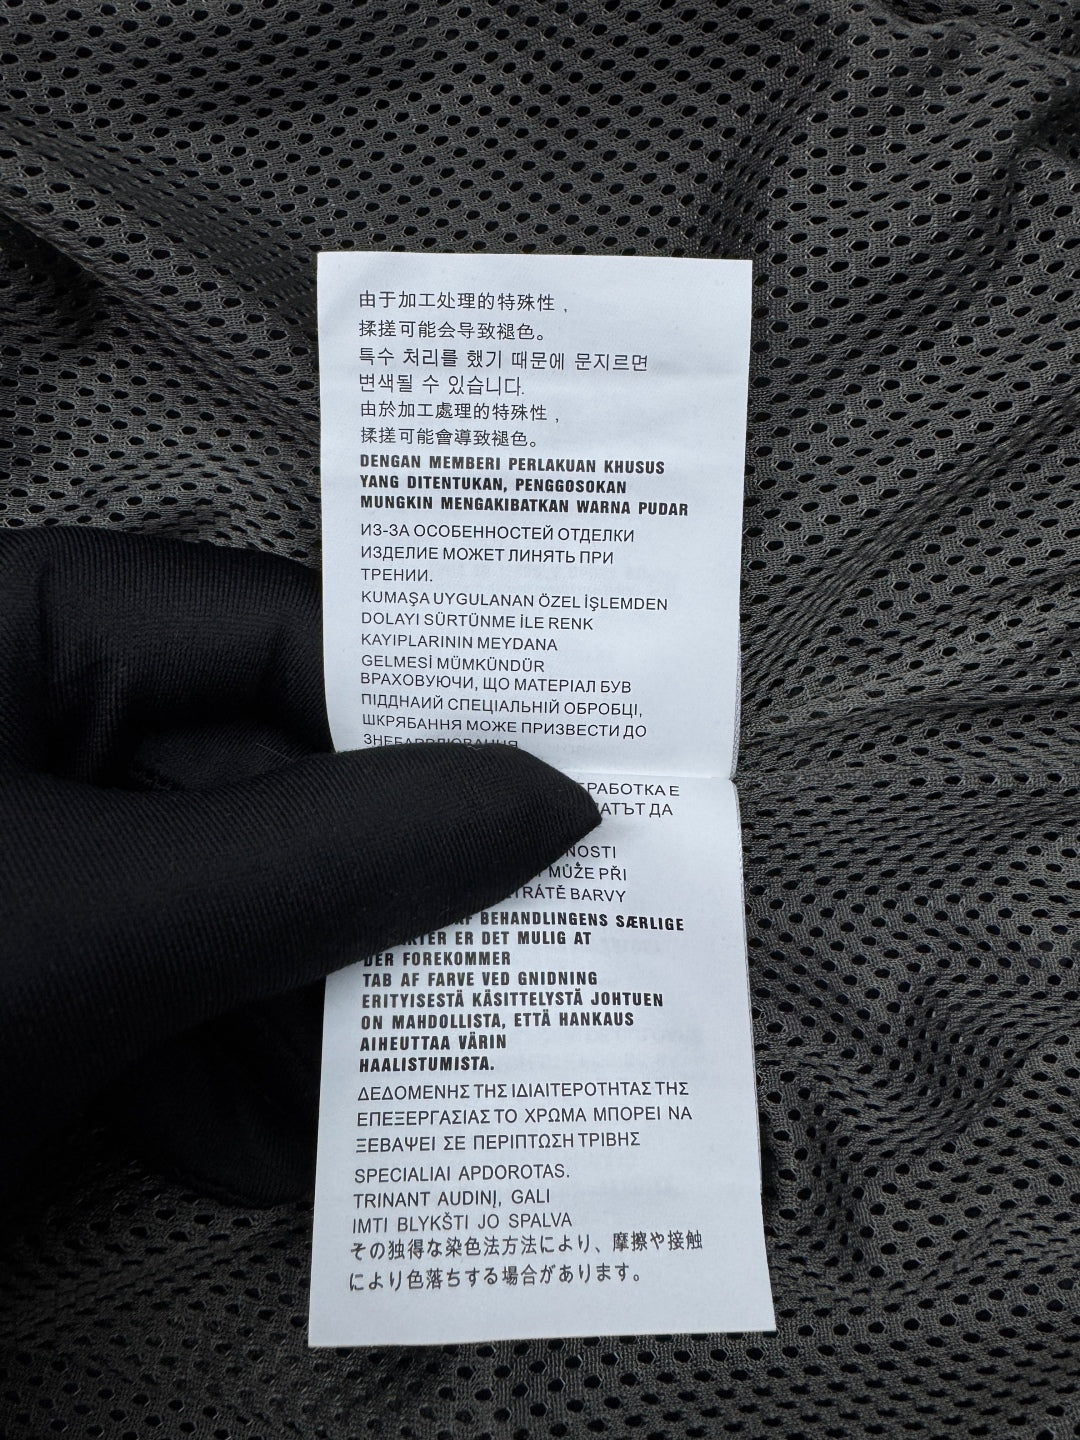 由于加工处理的特殊性，
揉搓可能会导致褪色。
특수 처리를 했기 때문에 문지르면
변색될 수 있습니다.
由於加工處理的特殊性，
揉搓可能會導致褪色。
DENGAN MEMBERI PERLAKUAN KHUSUS
YANG DITENTUKAN, PENGGOSOKAN
MUNGKIN MENGAKIBATKAN WARNA PUDAR
ИЗ-ЗА ОСОБЕННОСТЕЙ ОТДЕЛКИ
ИЗДЕЛИЕ МОЖЕТ ЛИНЯТЬ ПРИ
ТРЕНИИ.
KUMAŞA UYGULANAN ÖZEL İŞLEMDEN
DOLAYI SÜRTÜNME İLE RENK
KAYIPLARININ MEYDANA
GELMESİ MÜMKÜNDÜR
ВРАХОВУЮЧИ, ЩО МАТЕРІАЛ БУВ
ПІДДНАИЙ СПЕЦІАЛЬНІЙ ОБРОБЦІ,
ШКРЯБАННЯ МОЖЕ ПРИЗВЕСТИ ДО
Е
ДА
MŮŽE PŘI
BARVY
BEHANDLINGENS SÆRLIGE
ER DET MULIG AT
DER FOREKOMMER
TAB AF FARVE VED GNIDNING
ERITYISESTÄ KÄSITTELYSTÄ JOHTUEN
ON MAHDOLLISTA, ETTÄ HANKAUS
AIHEUTTAA VÄRIN
HAALISTUMISTA.
ΔΕΔΟΜΕΝΗΣ ΤΗΣ ΙΔΙΑΙΤΕΡΟΤΗΤΑΣ ΤΗΣ
ΕΠΕΞΕΡΓΑΣΙΑΣ ΤΟ ΧΡΩΜΑ ΜΠΟΡΕΙ ΝΑ
ΞΕΒΑΨΕΙ ΣΕ ΠΕΡΙΠΤΩΣΗ ΤΡΙΒΗΣ
SPECIALIAI APDOROTAS.
TRINANT AUDINĮ, GALI
IMTI BLYKŠTI JO SPALVA
その独得な染色法方法により、摩擦や接触
により色落ちする場合があります。